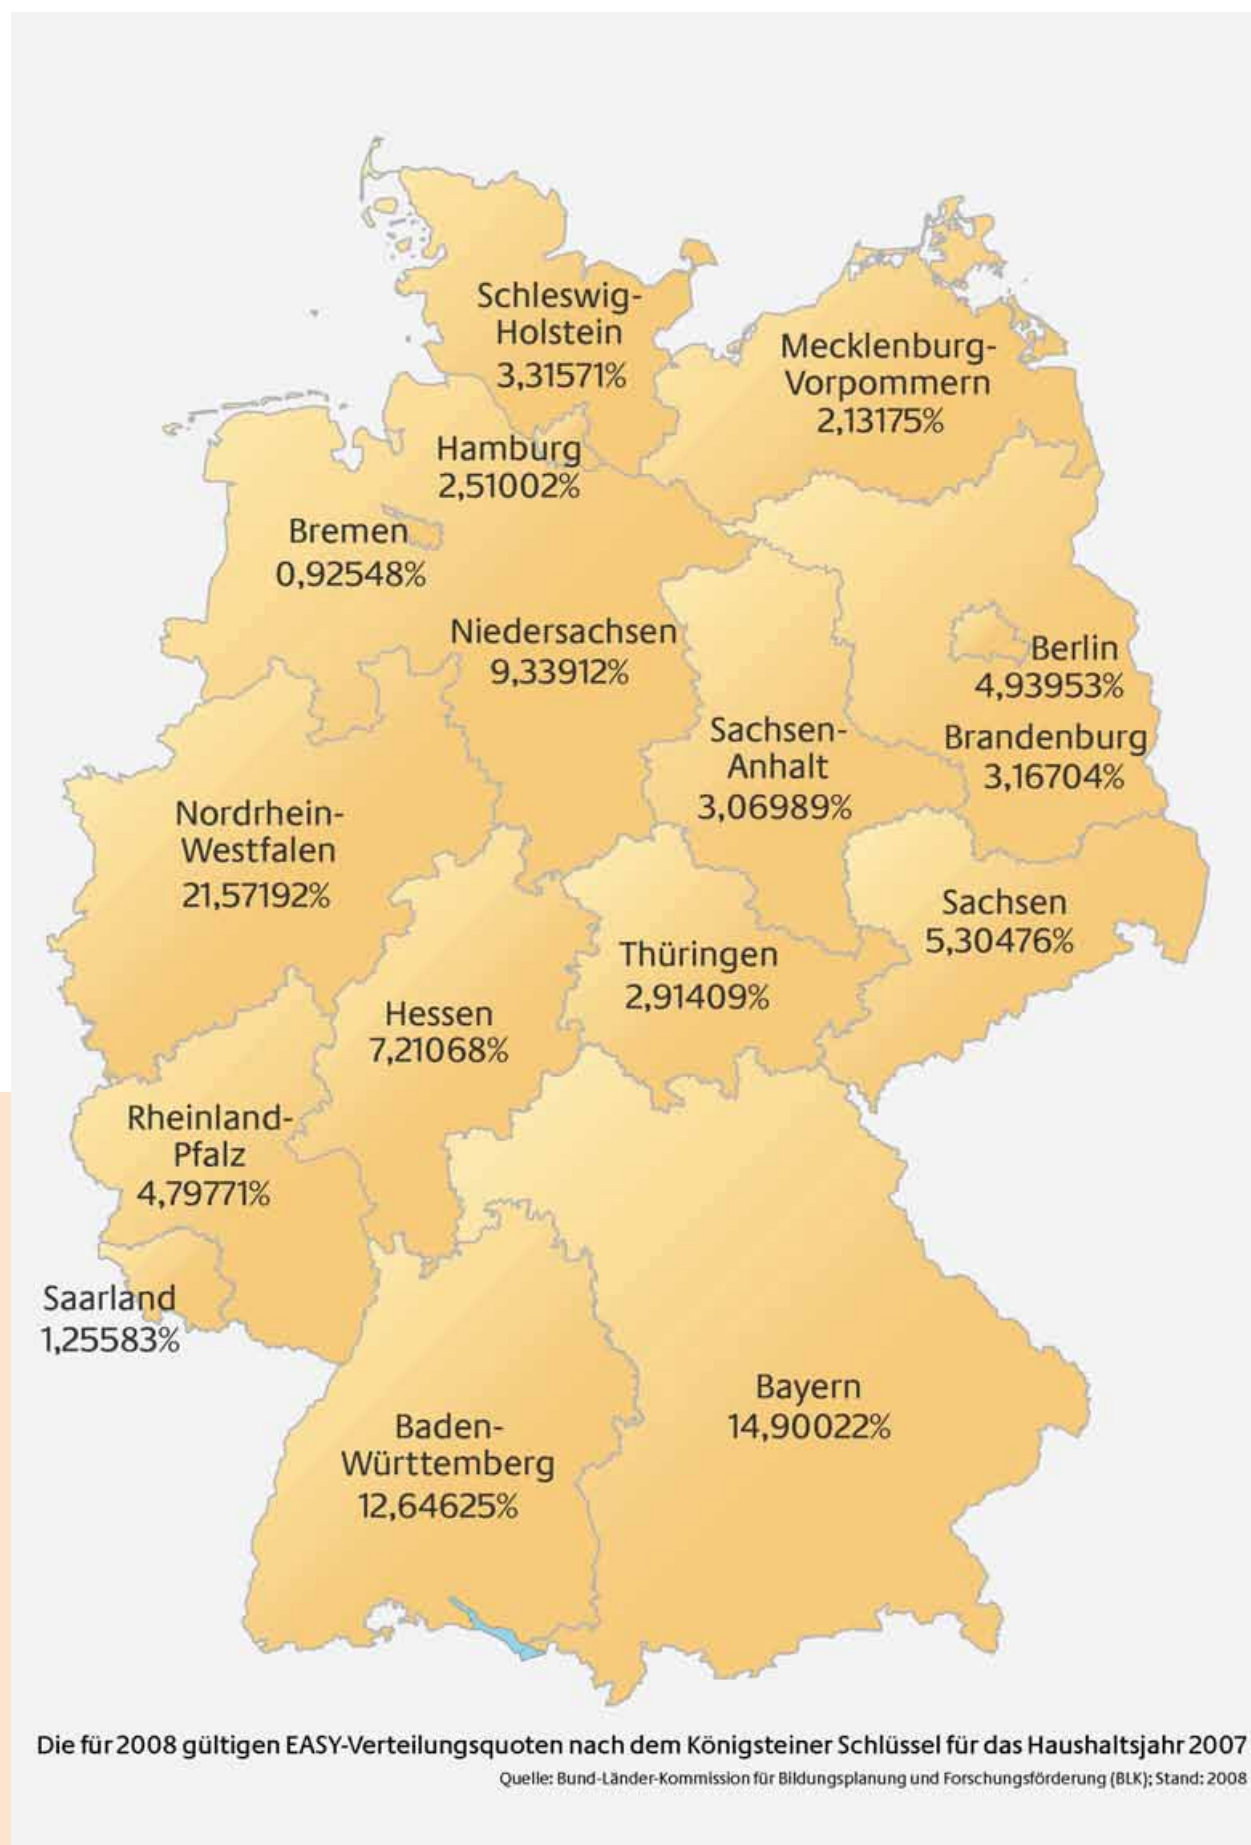 Schleswig-
Holstein
3,31571%
Mecklenburg-
Vorpommern
2,13175%
Hamburg
2,51002%
Bremen
0,92548%
Niedersachsen
9,33912%
Berlin
4,93953%
Sachsen-
Anhalt
3,06989%
Brandenburg
3,16704%
Nordrhein-
Westfalen
21,57192%
Sachsen
5,30476%
Thüringen
2,91409%
Hessen
7,21068%
Rheinland-
Pfalz
4,79771%
Saarland
1,25583%
Bayern
14,90022%
Baden-
Württemberg
12,64625%
Die für 2008 gültigen EASY-Verteilungsquoten nach dem Königsteiner Schlüssel für das Haushaltsjahr 2007
Quelle: Bund-Länder-Kommission für Bildungsplanung und Forschungsförderung (BLK); Stand: 2008